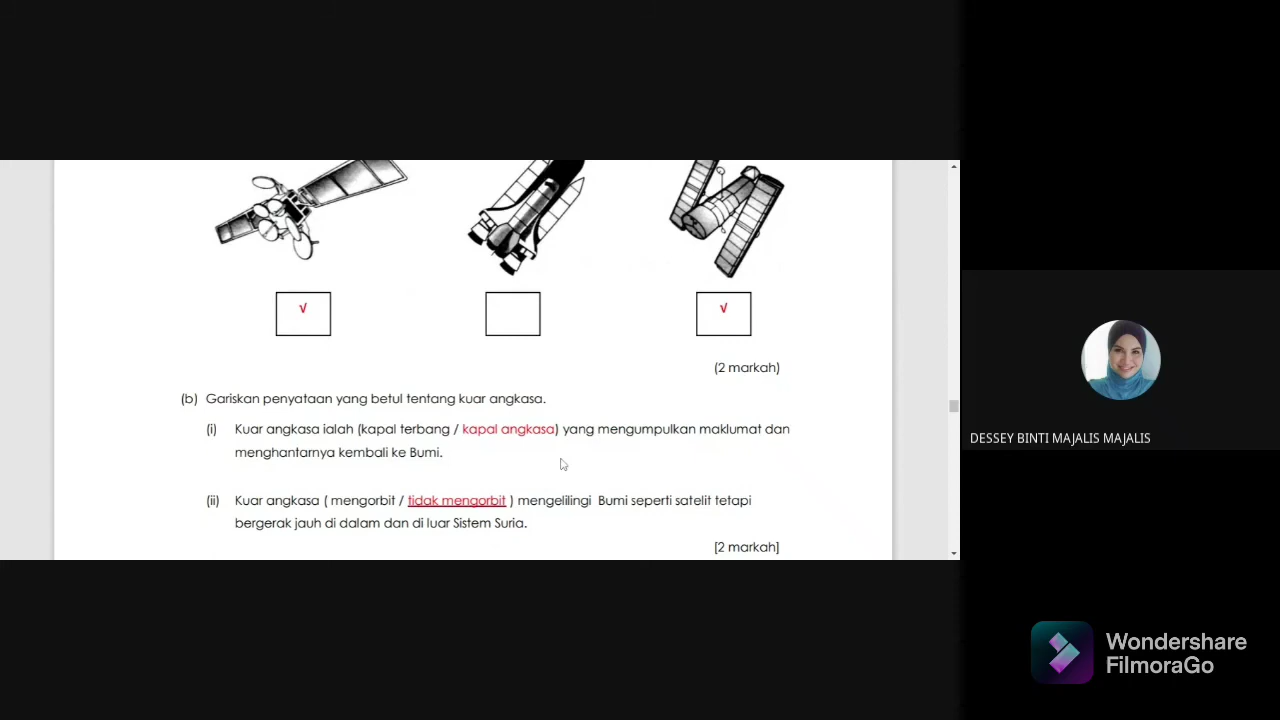 √
√
(2 markah)
(b) Gariskan penyataan yang betul tentang kuar angkasa.
(i) Kuar angkasa ialah (kapal terbang / kapal angkasa) yang mengumpulkan maklumat dan
menghantarnya kembali ke Bumi.
(ii) Kuar angkasa ( mengorbit / tidak mengorbit ) mengelilingi Bumi seperti satelit tetapi
bergerak jauh di dalam dan di luar Sistem Suria.
[2 markah]
DESSEY BINTI MAJALIS MAJALIS
Wondershare
FilmoraGo